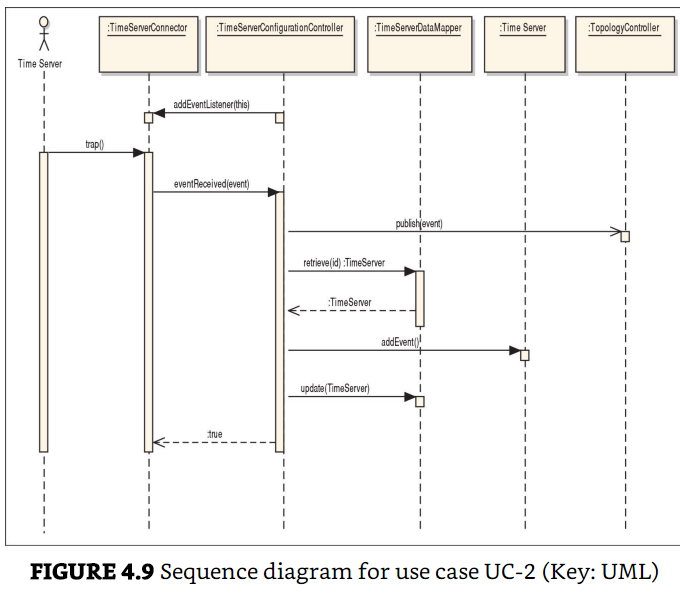 :TimeServerConnector :TimeServerConfigurationController :TimeServerDataMapper :Time Server :TopologyController
Time Server
addEventListener(this)
trap()
eventReceived(event)
publish(event)
retrieve(id) :TimeServer
:TimeServer
addEvent()
update(TimeServer)
:true
FIGURE 4.9 Sequence diagram for use case UC-2 (Key: UML)